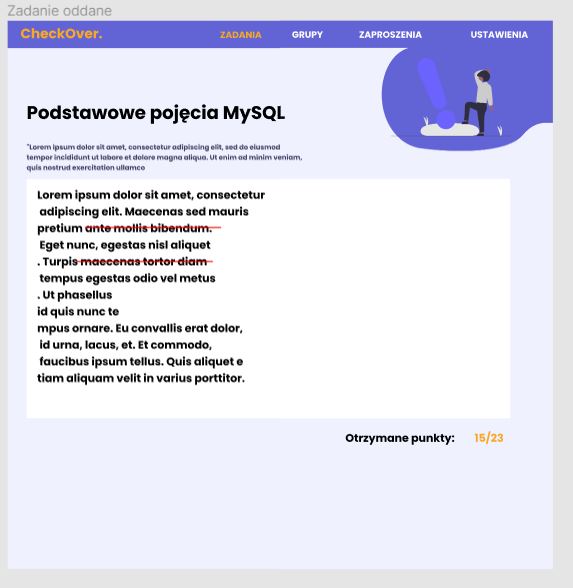 Zadanie oddane
CheckOver.
ZADANIA
GRUPY
ZAPROSZENIA
USTAWIENIA
Podstawowe pojęcia MySQL
"Lorem ipsum dolor sit amet, consectetur adipiscing elit, sed do eiusmod
tempor incididunt ut labore et dolore magna aliqua. Ut enim ad minim veniam,
quis nostrud exercitation ullamco
Lorem ipsum dolor sit amet, consectetur
adipiscing elit. Maecenas sed mauris
pretium ante mollis bibendum.
Eget nunc, egestas nisl aliquet
. Turpis maecenas tortor diam
tempus egestas odio vel metus
. Ut phasellus
id quis nunc te
mpus ornare. Eu convallis erat dolor,
id urna, lacus, et. Et commodo,
faucibus ipsum tellus. Quis aliquet e
tiam aliquam velit in varius porttitor.
Otrzymane punkty:
15/23